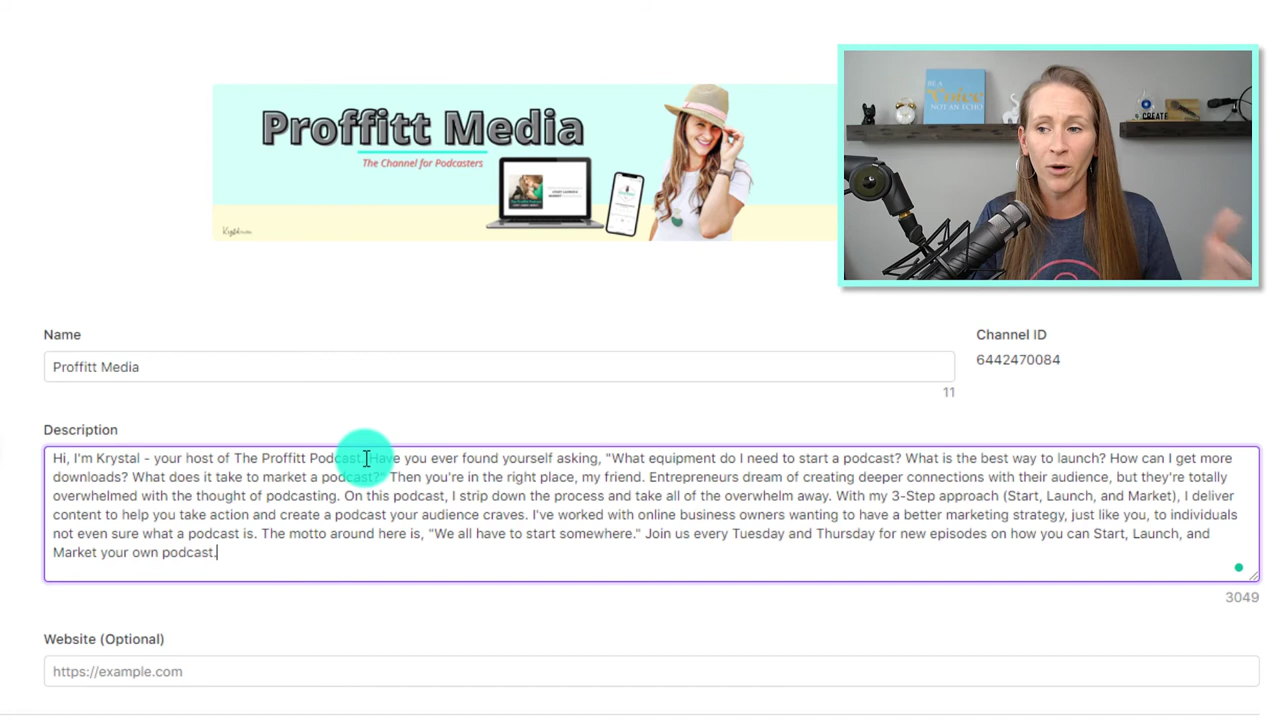 BE A
Voice
NOT AN ECHO
CREATE
Proffitt Media
The Channel for Podcasters
Name
Channel ID
Proffitt Media
6442470084
11
Description
Hi, I'm Krystal - your host of The Proffitt Podcast. Have you ever found yourself asking, "What equipment do I need to start a podcast? What is the best way to launch? How can I get more
downloads? What does it take to market a podcast?" Then you're in the right place, my friend. Entrepreneurs dream of creating deeper connections with their audience, but they're totally
overwhelmed with the thought of podcasting. On this podcast, I strip down the process and take all of the overwhelm away. With my 3-Step approach (Start, Launch, and Market), I deliver
content to help you take action and create a podcast your audience craves. I've worked with online business owners wanting to have a better marketing strategy, just like you, to individuals
not even sure what a podcast is. The motto around here is, "We all have to start somewhere." Join us every Tuesday and Thursday for new episodes on how you can Start, Launch, and
Market your own podcast.
3049
Website (Optional)
https://example.com